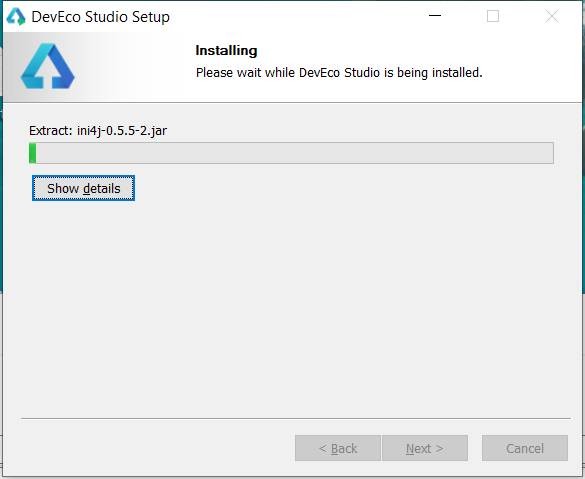 DevEco Studio Setup
Installing
Please wait while DevEco Studio is being installed.
Extract: ini4j-0.5.5-2.jar
Show details
< Back
Next >
Cancel